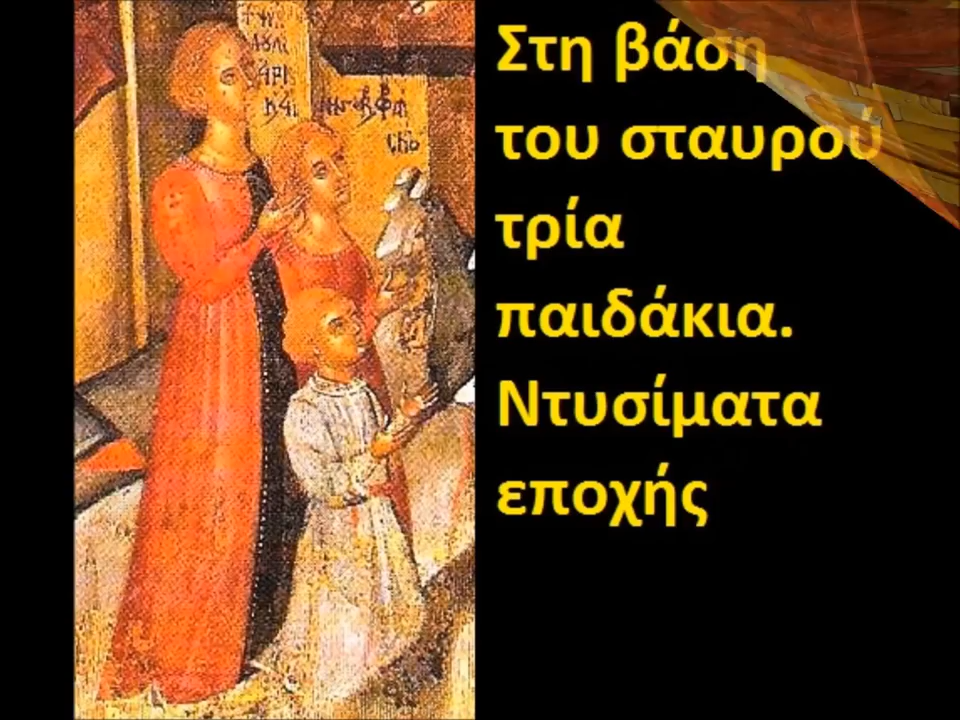 Στη βάση
του σταυρού
τρία
παιδάκια.
Ντυσίματα
εποχής